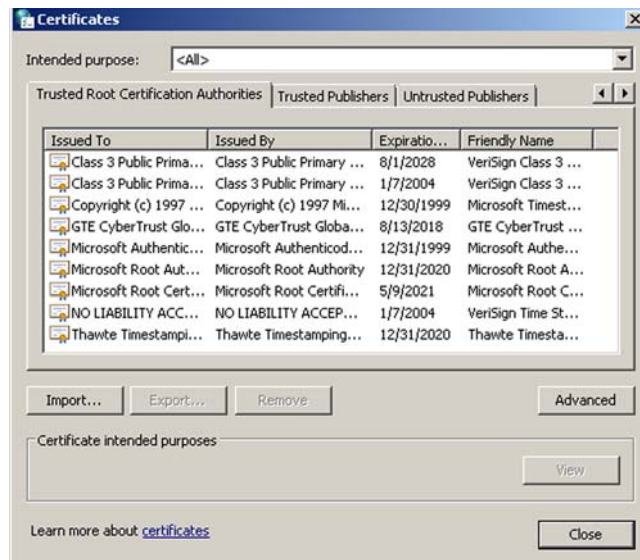 Certificates
Intended purpose: <All>
Trusted Root Certification Authorities Trusted Publishers Untrusted Publishers
Issued To Issued By Expiratio... Friendly Name
Class 3 Public Prima... Class 3 Public Primary ... 8/1/2028 VeriSign Class 3 ...
Class 3 Public Prima... Class 3 Public Primary ... 1/7/2004 VeriSign Class 3 ...
Copyright (c) 1997 ... Copyright (c) 1997 Mi... 12/30/1999 Microsoft Timest...
GTE CyberTrust Glo... GTE CyberTrust Globa... 8/13/2018 GTE CyberTrust ...
Microsoft Authentic... Microsoft Authenticod... 12/31/1999 Microsoft Authe...
Microsoft Root Aut... Microsoft Root Authority 12/31/2020 Microsoft Root A...
Microsoft Root Cert... Microsoft Root Certifi... 5/9/2021 Microsoft Root C...
NO LIABILITY ACC... NO LIABILITY ACCEP... 1/7/2004 VeriSign Time St...
Thawte Timestampi... Thawte Timestamping... 12/31/2020 Thawte Timesta...
Import... Export... Remove Advanced
Certificate intended purposes
View
Learn more about certificates
Close